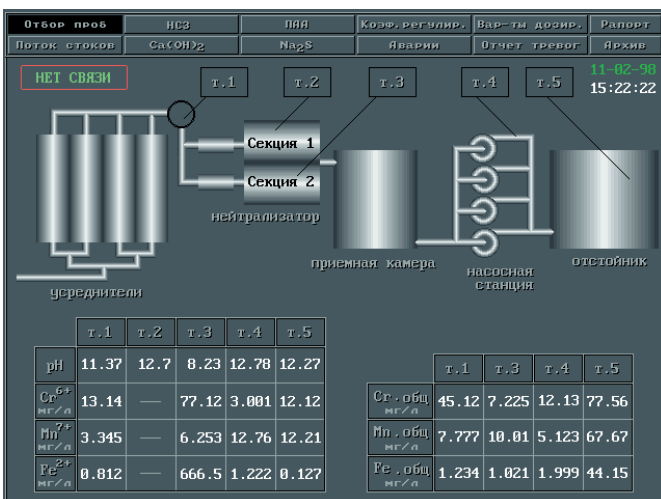 Отбор проб НСЗ ПАА Коэф.регулир. Вар-ты дозир. Рапорт
Поток стоков Ca(OH)2 Na2S Аварии Отчет тревог Архив
НЕТ СВЯЗИ т.1 т.2 т.3 т.4 т.5 11-02-98
15:22:22
Секция 1
Секция 2
нейтрализатор
приемная камера
насосная
станция
отстойник
усреднители
т.1 т.2 т.3 т.4 т.5
pH 11.37 12.7 8.23 12.78 12.27
Cr6+ мг/л 13.14 — 77.12 3.001 12.12
Mn7+ мг/л 3.345 — 6.253 12.76 12.21
Fe2+ мг/л 0.812 — 666.5 1.222 0.127
т.1 т.3 т.4 т.5
Cr.общ мг/л 45.12 7.225 12.13 77.56
Mn.общ мг/л 7.777 10.01 5.123 67.67
Fe.общ мг/л 1.234 1.021 1.999 44.15